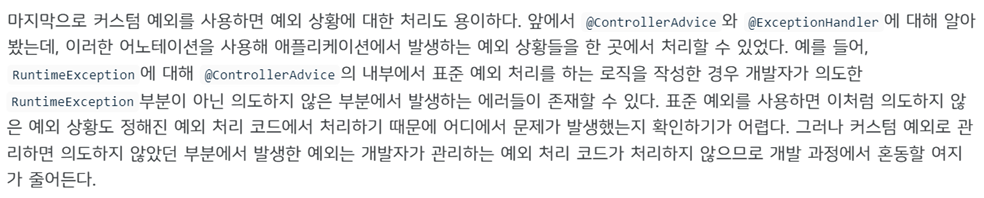 마지막으로 커스텀 예외를 사용하면 예외 상황에 대한 처리도 용이하다. 앞에서 @ControllerAdvice 와 @ExceptionHandler 에 대해 알아
봤는데, 이러한 어노테이션을 사용해 애플리케이션에서 발생하는 예외 상황들을 한 곳에서 처리할 수 있었다. 예를 들어,
RuntimeException 에 대해 @ControllerAdvice 의 내부에서 표준 예외 처리를 하는 로직을 작성한 경우 개발자가 의도한
RuntimeException 부분이 아닌 의도하지 않은 부분에서 발생하는 에러들이 존재할 수 있다. 표준 예외를 사용하면 이처럼 의도하지 않
은 예외 상황도 정해진 예외 처리 코드에서 처리하기 때문에 어디에서 문제가 발생했는지 확인하기가 어렵다. 그러나 커스텀 예외로 관
리하면 의도하지 않았던 부분에서 발생한 예외는 개발자가 관리하는 예외 처리 코드가 처리하지 않으므로 개발 과정에서 혼동할 여지
가 줄어든다.